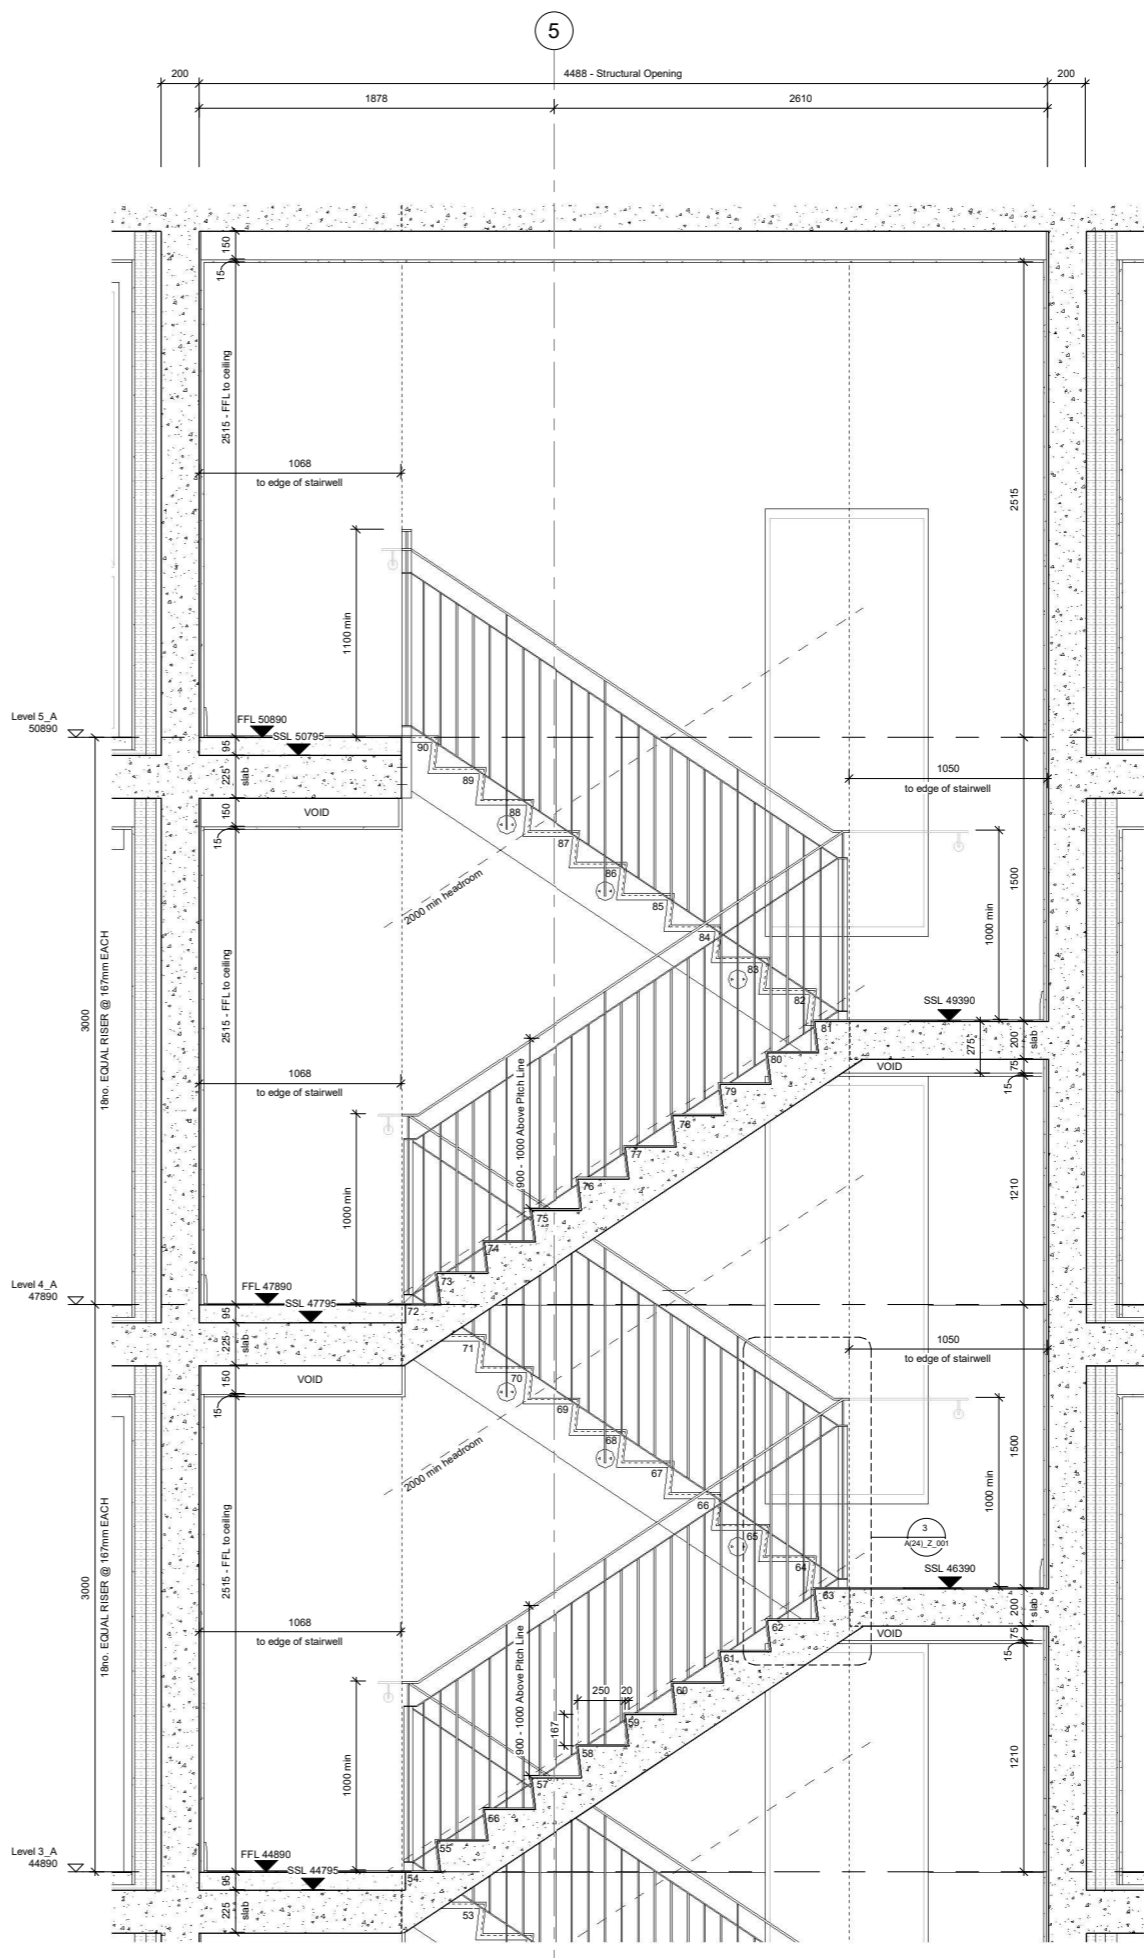 5
200
4488 - Structural Opening
200
1878
2610
150
15
2515 - FFL to ceiling
2515
1068
to edge of stairwell
1100 min
Level 5_A
50890
FFL 50890
SSL 50795
95
225
slab
150
VOID
15
90
89
88
87
86
85
84
83
82
81
1050
to edge of stairwell
2000 min headroom
1500
1000 min
3000
18no. EQUAL RISER @ 167mm EACH
2515 - FFL to ceiling
SSL 49390
275
200
slab
75
VOID
15
80
79
78
77
76
75
74
73
72
900 - 1000 Above Pitch Line
1068
to edge of stairwell
1000 min
1210
Level 4_A
47890
FFL 47890
SSL 47795
95
225
slab
150
VOID
15
71
70
69
68
67
66
65
64
63
1050
to edge of stairwell
2000 min headroom
1500
1000 min
3
A(24)_Z_001
3000
18no. EQUAL RISER @ 167mm EACH
2515 - FFL to ceiling
SSL 46390
200
slab
75
VOID
15
62
61
60
59
58
57
56
55
54
250
20
167
900 - 1000 Above Pitch Line
1068
to edge of stairwell
1000 min
1210
Level 3_A
44890
FFL 44890
SSL 44795
95
225
slab
53